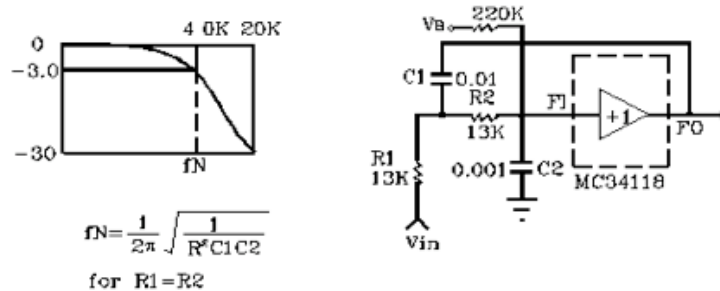 0
4 0K 20K
-3.0
-30
fN
fN=1/2π √1/R²C1C2
for R1=R2
VB
220K
C1
0.01
R2
13K
FI
+1
FO
R1
13K
0.001
C2
MC34118
Vin